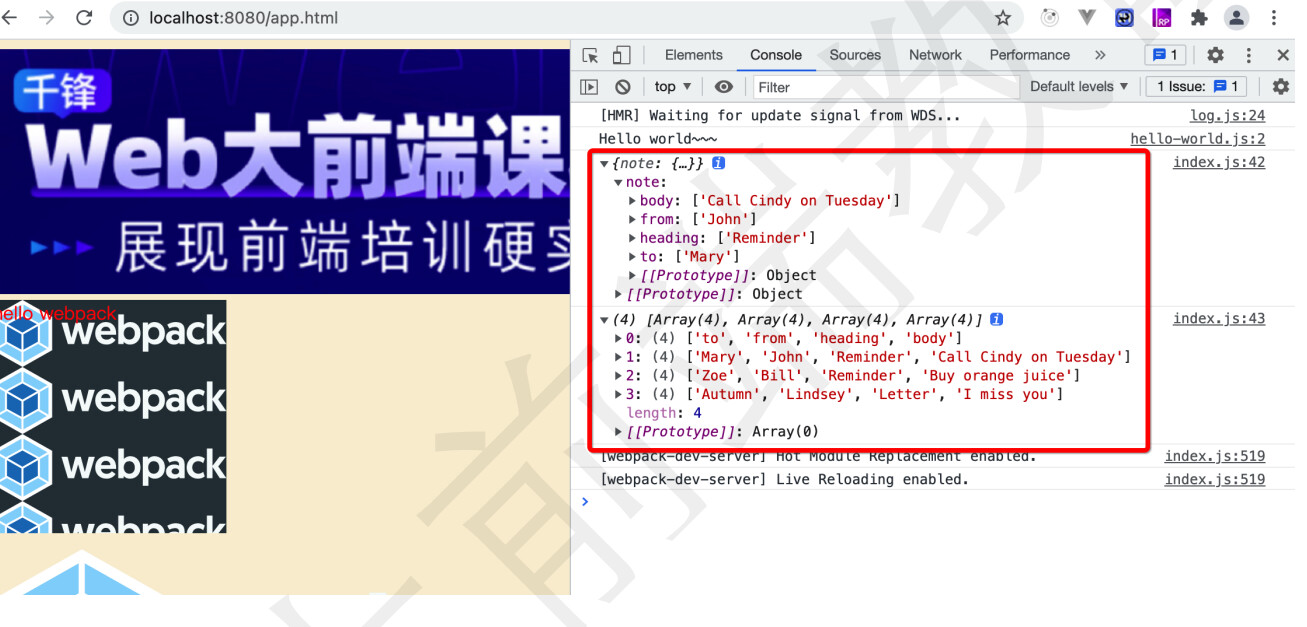 localhost:8080/app.html
千锋
Web大前端课
展现前端培训硬实
hello webpack
webpack
webpack
webpack
webpack
Elements Console Sources Network Performance » 1
top ▼ Filter Default levels ▼ 1 Issue: 1
[HMR] Waiting for update signal from WDS... log.js:24
Hello world~~~ hello-world.js:2
▼{note: {…}} i index.js:42
▼note:
▶body: ['Call Cindy on Tuesday']
▶from: ['John']
▶heading: ['Reminder']
▶to: ['Mary']
▶[[Prototype]]: Object
▶[[Prototype]]: Object
▼(4) [Array(4), Array(4), Array(4), Array(4)] i index.js:43
▶0: (4) ['to', 'from', 'heading', 'body']
▶1: (4) ['Mary', 'John', 'Reminder', 'Call Cindy on Tuesday']
▶2: (4) ['Zoe', 'Bill', 'Reminder', 'Buy orange juice']
▶3: (4) ['Autumn', 'Lindsey', 'Letter', 'I miss you']
length: 4
▶[[Prototype]]: Array(0)
[webpack-dev-server] Hot Module Replacement enabled. index.js:519
[webpack-dev-server] Live Reloading enabled. index.js:519